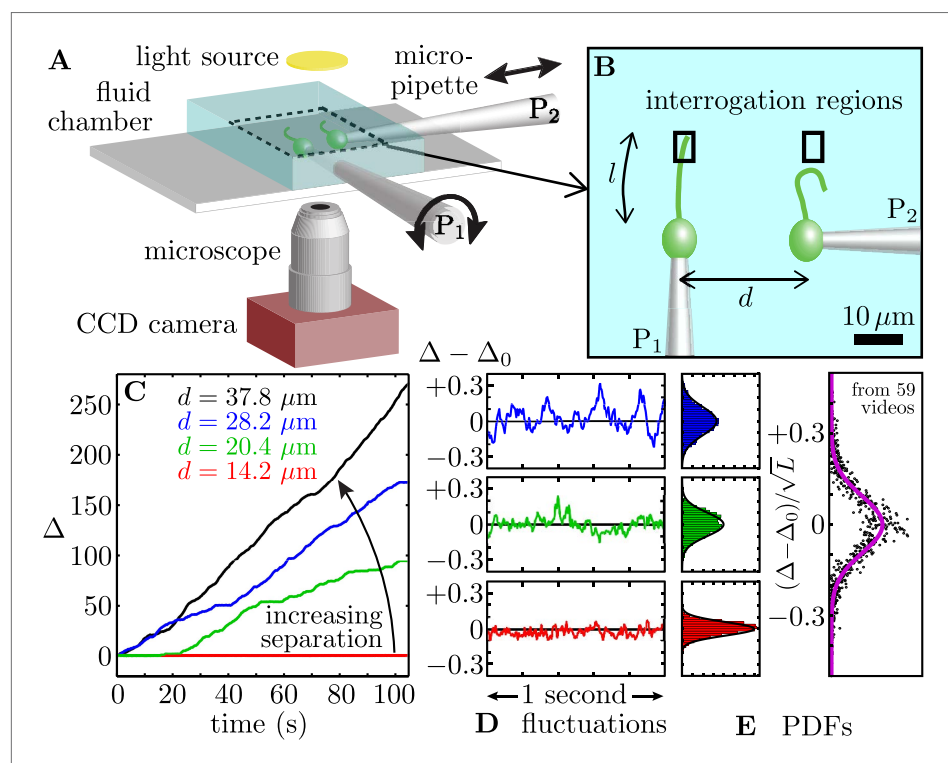 A
light source
micro-
pipette
fluid
chamber
P₂
P₁
microscope
CCD camera
B
interrogation regions
l
P₂
d
10 μm
P₁
C
d = 37.8 μm
d = 28.2 μm
d = 20.4 μm
d = 14.2 μm
250
200
150
Δ
100
50
0
increasing
separation
0 20 40 60 80 100
time (s)
Δ − Δ₀
+0.3
0
−0.3
+0.3
0
−0.3
+0.3
0
−0.3
1 second
D fluctuations
from 59
videos
+0.3
0
−0.3
(Δ−Δ₀)/√L
E PDFs